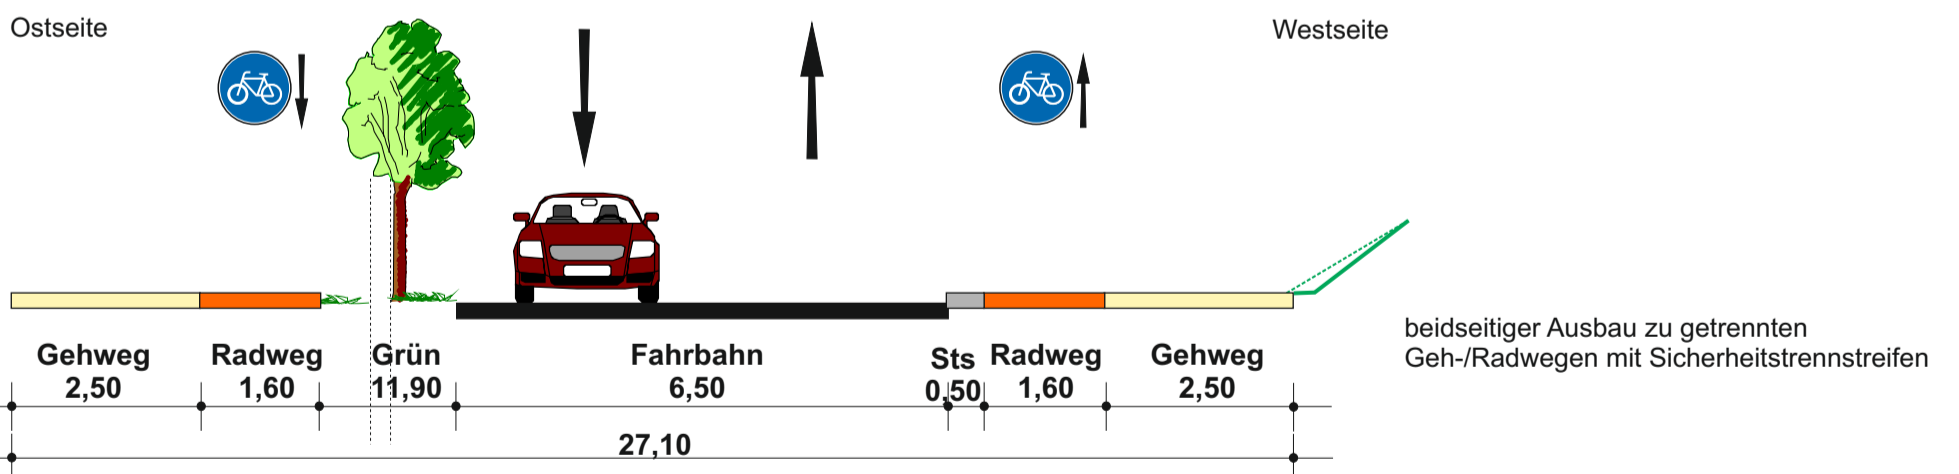 Ostseite
Westseite
beidseitiger Ausbau zu getrennten
Geh-/Radwegen mit Sicherheitstrennstreifen
Gehweg Radweg Grün Fahrbahn Sts Radweg Gehweg
2,50 1,60 11,90 6,50 0,50 1,60 2,50
27,10